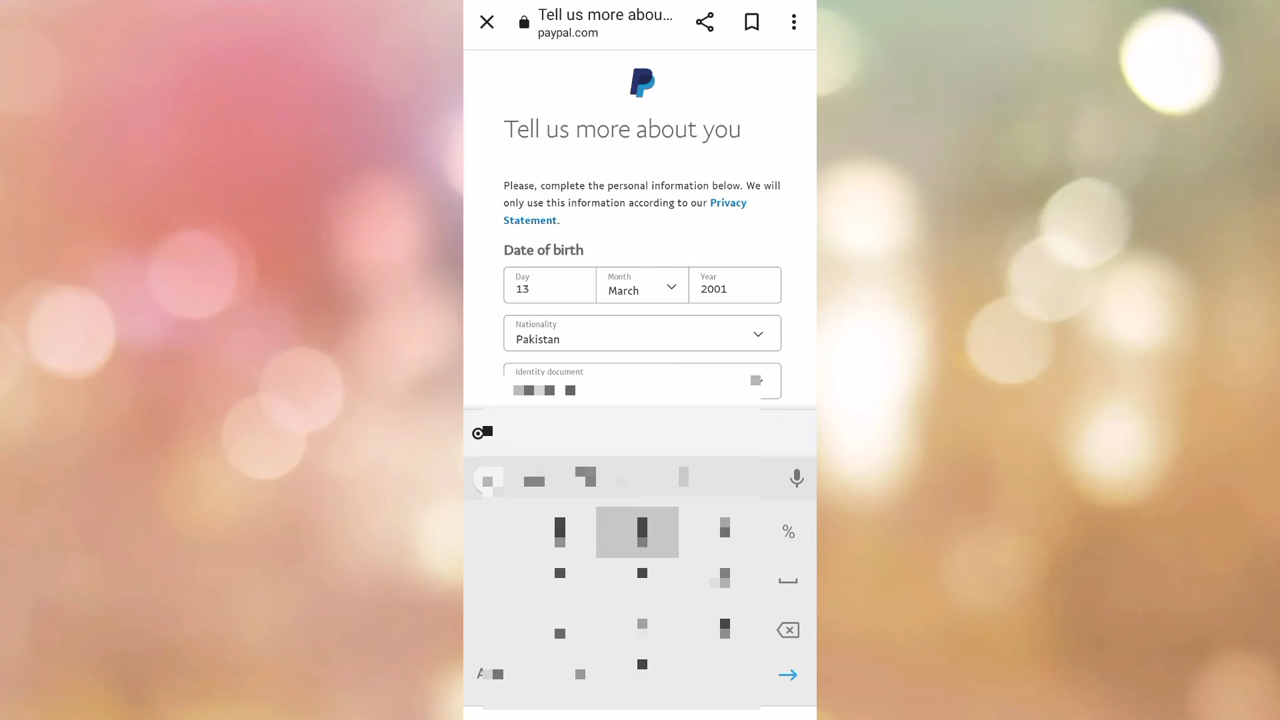 Tell us more abou...
paypal.com
Tell us more about you
Please, complete the personal information below. We will
only use this information according to our Privacy
Statement.
Date of birth
Day
13
Month
March
Year
2001
Nationality
Pakistan
Identity document
%